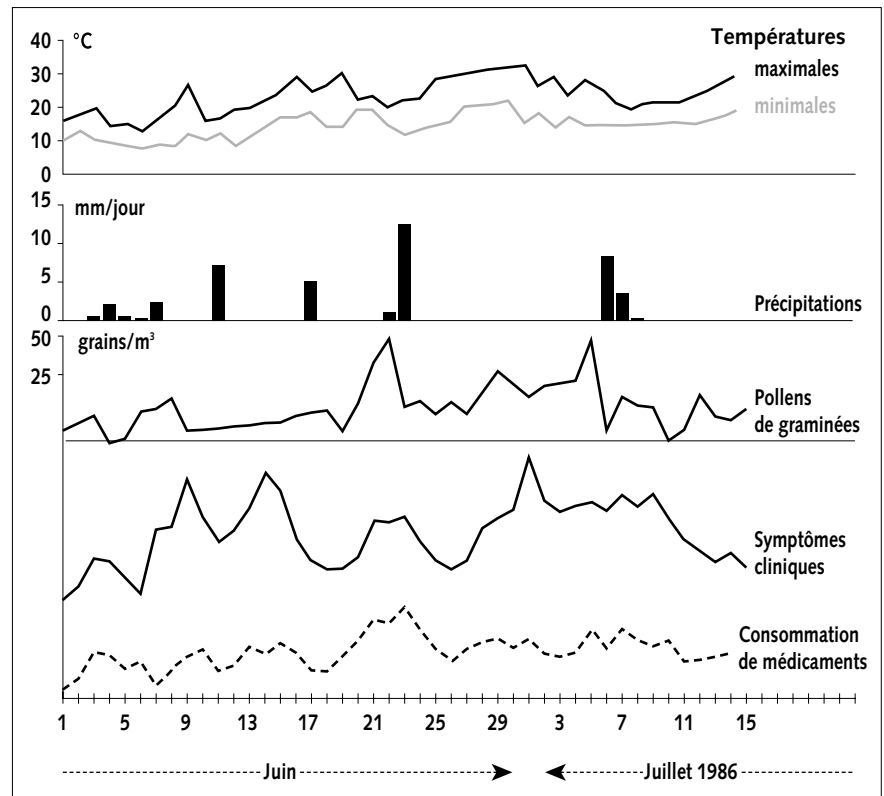 40
°C
Températures
30
maximales
20
minimales
10
0
15
mm/jour
10
5
0
Précipitations
50
grains/m³
25
Pollens
de graminées
Symptômes
cliniques
Consommation
de médicaments
1 5 9 13 17 21 25 29 3 7 11 15
Juin Juillet 1986